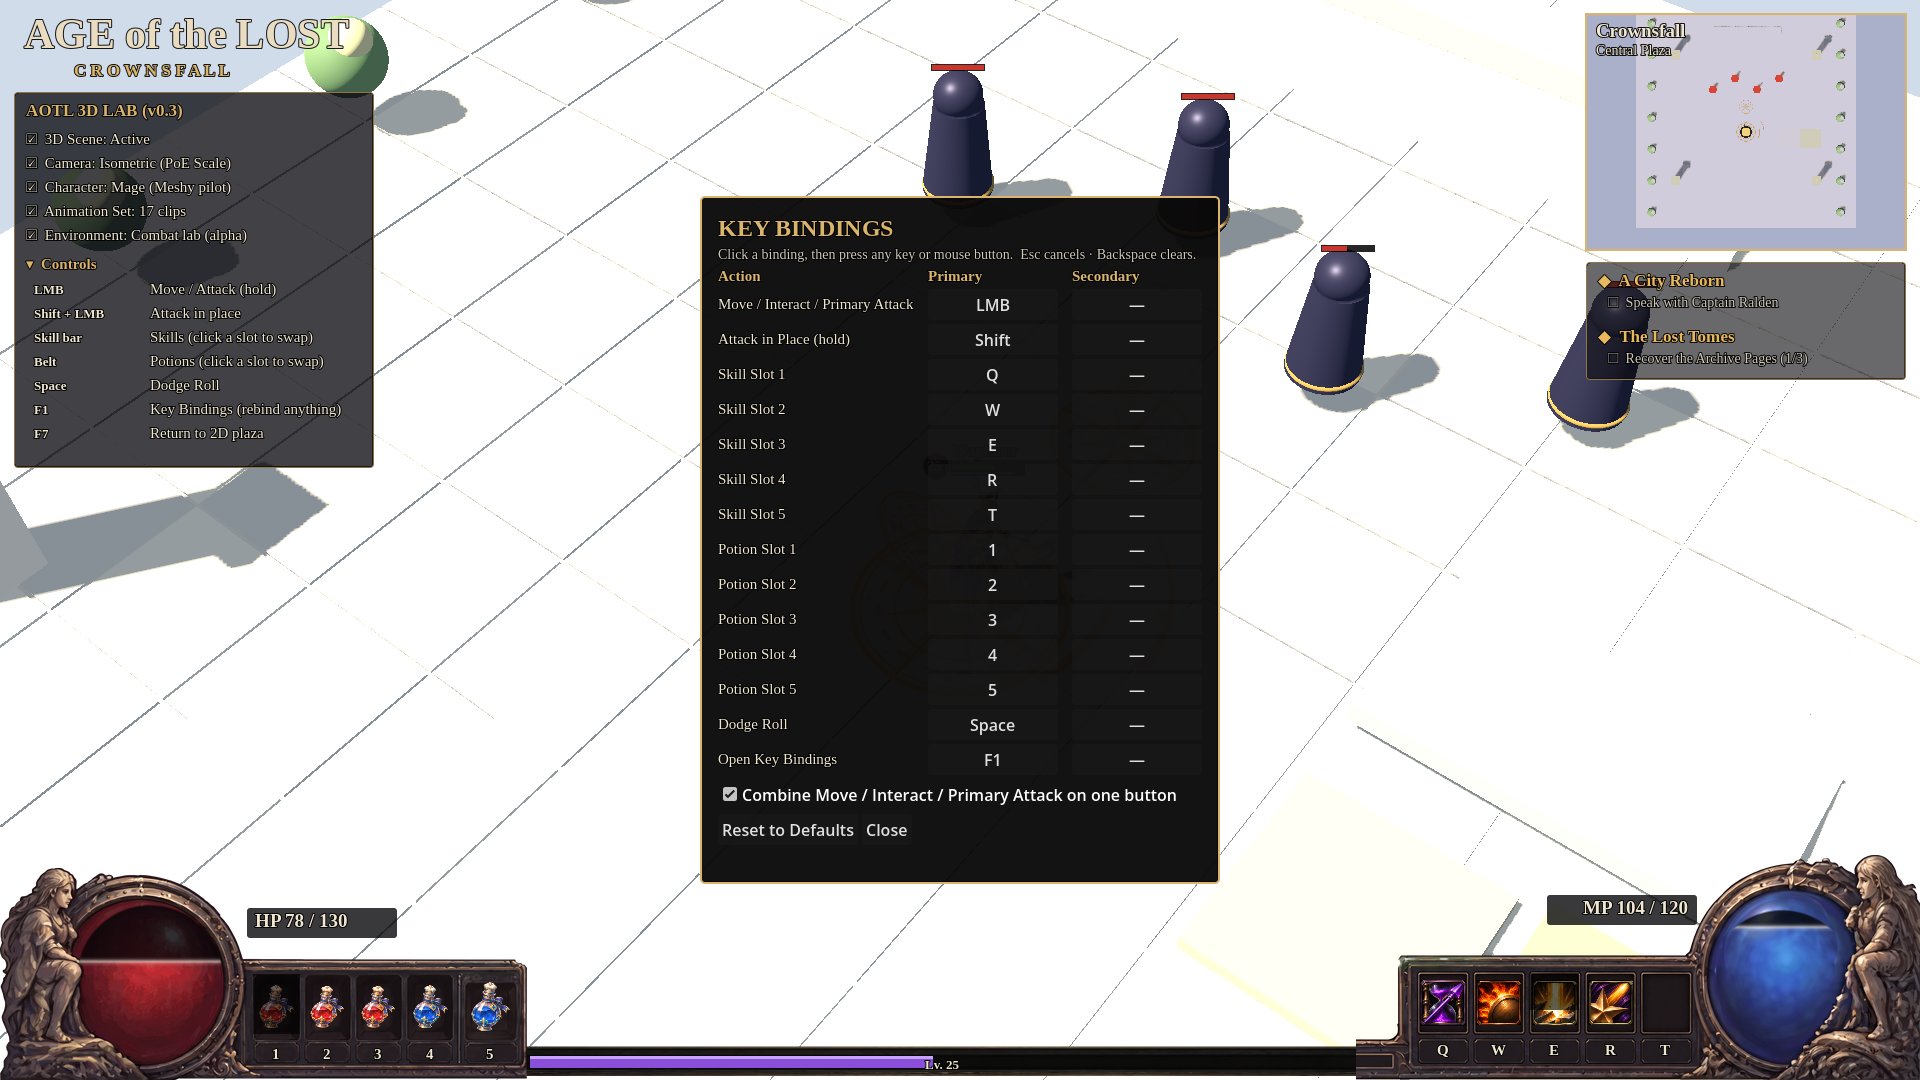 AGE of the LOST
CROWNSFALL
AOTL 3D LAB (v0.3)
3D Scene: Active
Camera: Isometric (PoE Scale)
Character: Mage (Meshy pilot)
Animation Set: 17 clips
Environment: Combat lab (alpha)
▼ Controls
LMB Move / Attack (hold)
Shift + LMB Attack in place
Skill bar Skills (click a slot to swap)
Belt Potions (click a slot to swap)
Space Dodge Roll
F1 Key Bindings (rebind anything)
F7 Return to 2D plaza
KEY BINDINGS
Click a binding, then press any key or mouse button. Esc cancels · Backspace clears.
Action Primary Secondary
Move / Interact / Primary Attack LMB —
Attack in Place (hold) Shift —
Skill Slot 1 Q —
Skill Slot 2 W —
Skill Slot 3 E —
Skill Slot 4 R —
Skill Slot 5 T —
Potion Slot 1 1 —
Potion Slot 2 2 —
Potion Slot 3 3 —
Potion Slot 4 4 —
Potion Slot 5 5 —
Dodge Roll Space —
Open Key Bindings F1 —
Combine Move / Interact / Primary Attack on one button
Reset to Defaults Close
Crownsfall
Central Plaza
A City Reborn
Speak with Captain Ralden
The Lost Tomes
Recover the Archive Pages (1/3)
HP 78 / 130
1 2 3 4 5
Lv. 25
MP 104 / 120
Q W E R T